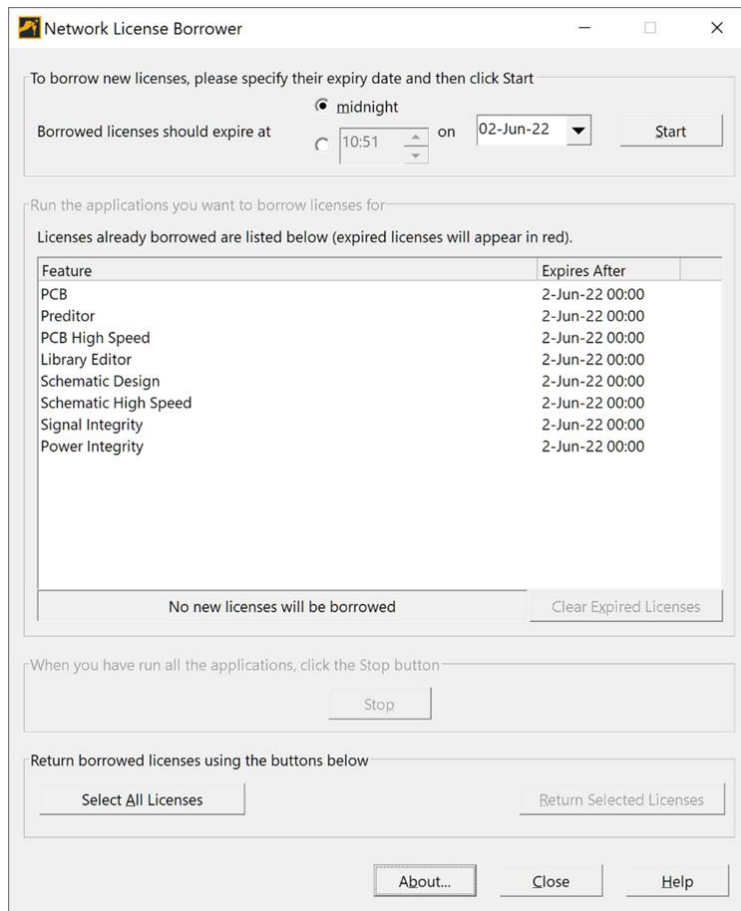 Network License Borrower
To borrow new licenses, please specify their expiry date and then click Start
midnight
Borrowed licenses should expire at 10:51 on 02-Jun-22 Start
Run the applications you want to borrow licenses for
Licenses already borrowed are listed below (expired licenses will appear in red).
Feature Expires After
PCB 2-Jun-22 00:00
Preditor 2-Jun-22 00:00
PCB High Speed 2-Jun-22 00:00
Library Editor 2-Jun-22 00:00
Schematic Design 2-Jun-22 00:00
Schematic High Speed 2-Jun-22 00:00
Signal Integrity 2-Jun-22 00:00
Power Integrity 2-Jun-22 00:00
No new licenses will be borrowed Clear Expired Licenses
When you have run all the applications, click the Stop button
Stop
Return borrowed licenses using the buttons below
Select All Licenses Return Selected Licenses
About... Close Help